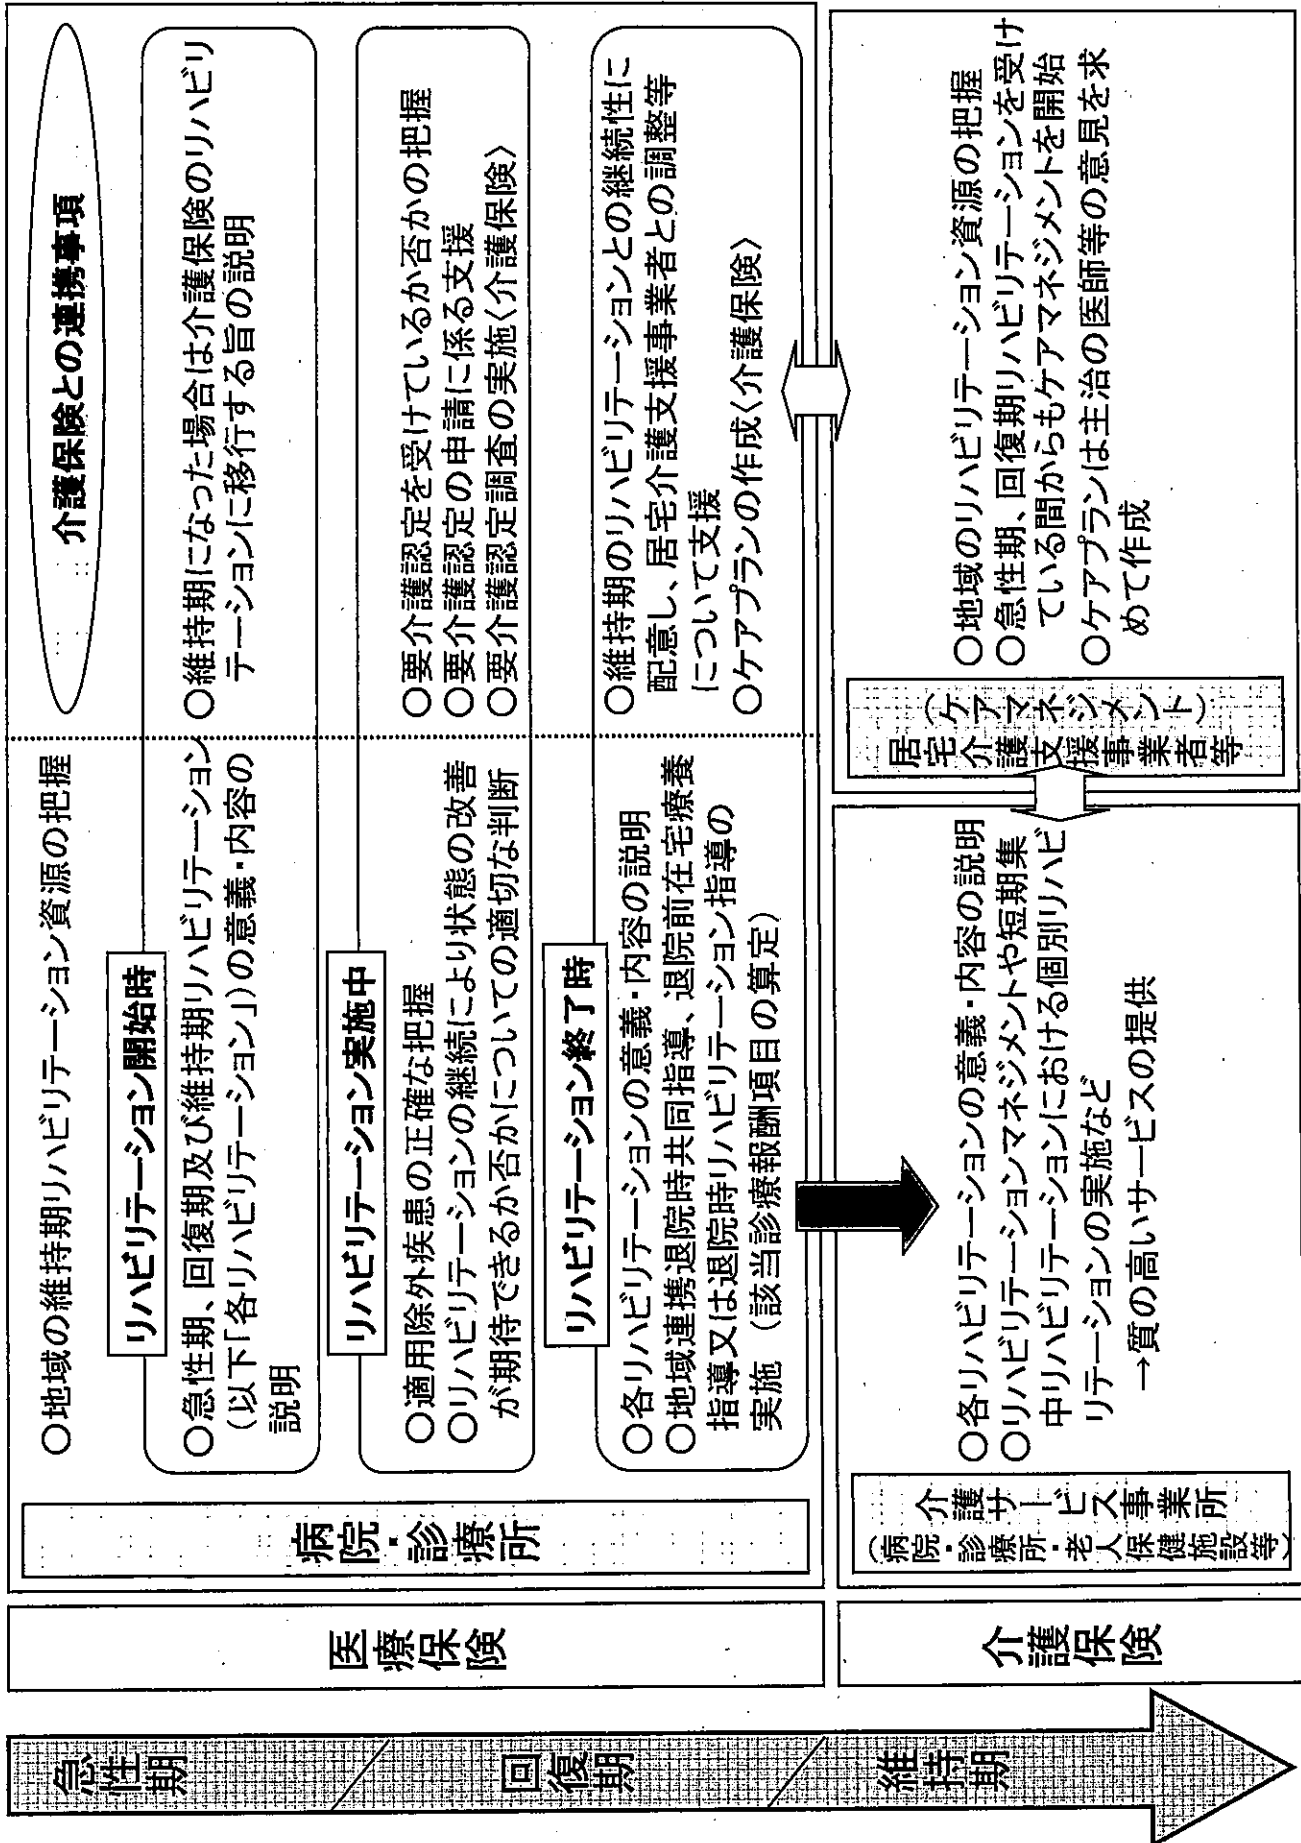 急性期
回復期
維持期
医療保険
介護保険
病院・診療所
○地域の維持期リハビリテーション資源の把握
介護保険との連携事項
リハビリテーション開始時
○急性期、回復期及び維持期リハビリテーション
（以下「各リハビリテーション」）の意義・内容の
説明
○維持期になった場合は介護保険のリハビリ
テーションに移行する旨の説明
リハビリテーション実施中
○適用除外疾患の正確な把握
○リハビリテーションの継続により状態の改善
が期待できるか否かについての適切な判断
○要介護認定を受けているか否かの把握
○要介護認定の申請に係る支援
○要介護認定調査の実施〈介護保険〉
リハビリテーション終了時
○各リハビリテーションの意義・内容の説明
○地域連携退院時共同指導、退院前在宅療養
指導又は退院時リハビリテーション指導の
実施　（該当診療報酬項目の算定）
○維持期のリハビリテーションとの継続性に
配意し、居宅介護支援事業者との調整等
について支援
○ケアプランの作成〈介護保険〉
介護サービス事業所
（病院・診療所・老人保健施設等）
○各リハビリテーションの意義・内容の説明
○リハビリテーションマネジメントや短期集
中リハビリテーションにおける個別リハビ
リテーションの実施など
→質の高いサービスの提供
（ケアマネジメント）
居宅介護支援事業者等
○地域のリハビリテーション資源の把握
○急性期、回復期リハビリテーションを受け
ている間からもケアマネジメントを開始
○ケアプランは主治の医師等の意見を求
めて作成